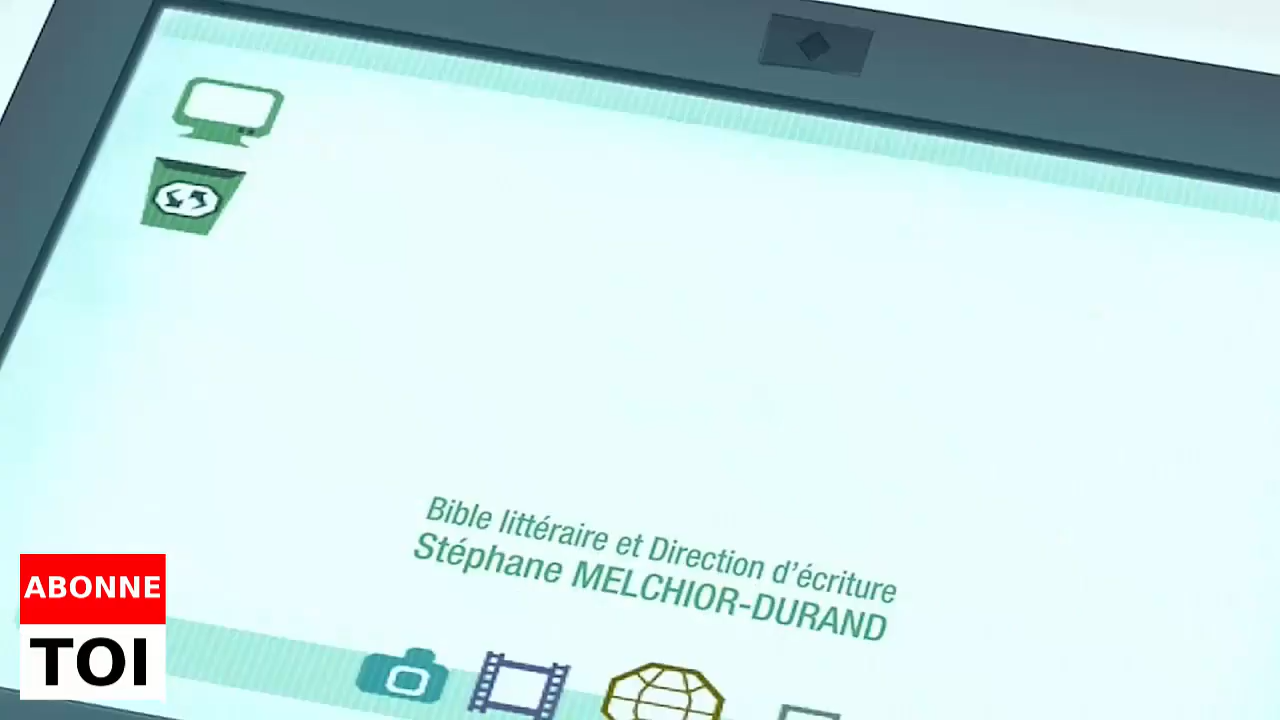 Bible littéraire et Direction d'écriture
Stéphane MELCHIOR-DURAND
ABONNE
TOI